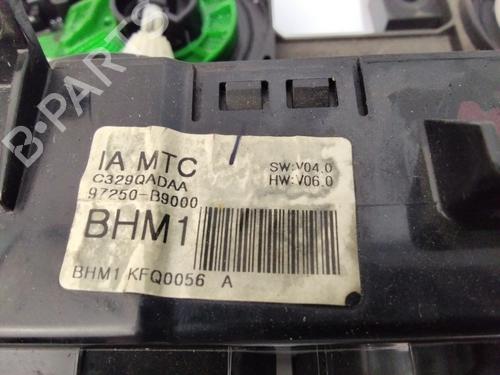 IA MTC
SW:V04.0
C329QADAA
HW:V06.0
97250-B9000
BHM1
BHM1 KFQ0056 A
B-PARTS